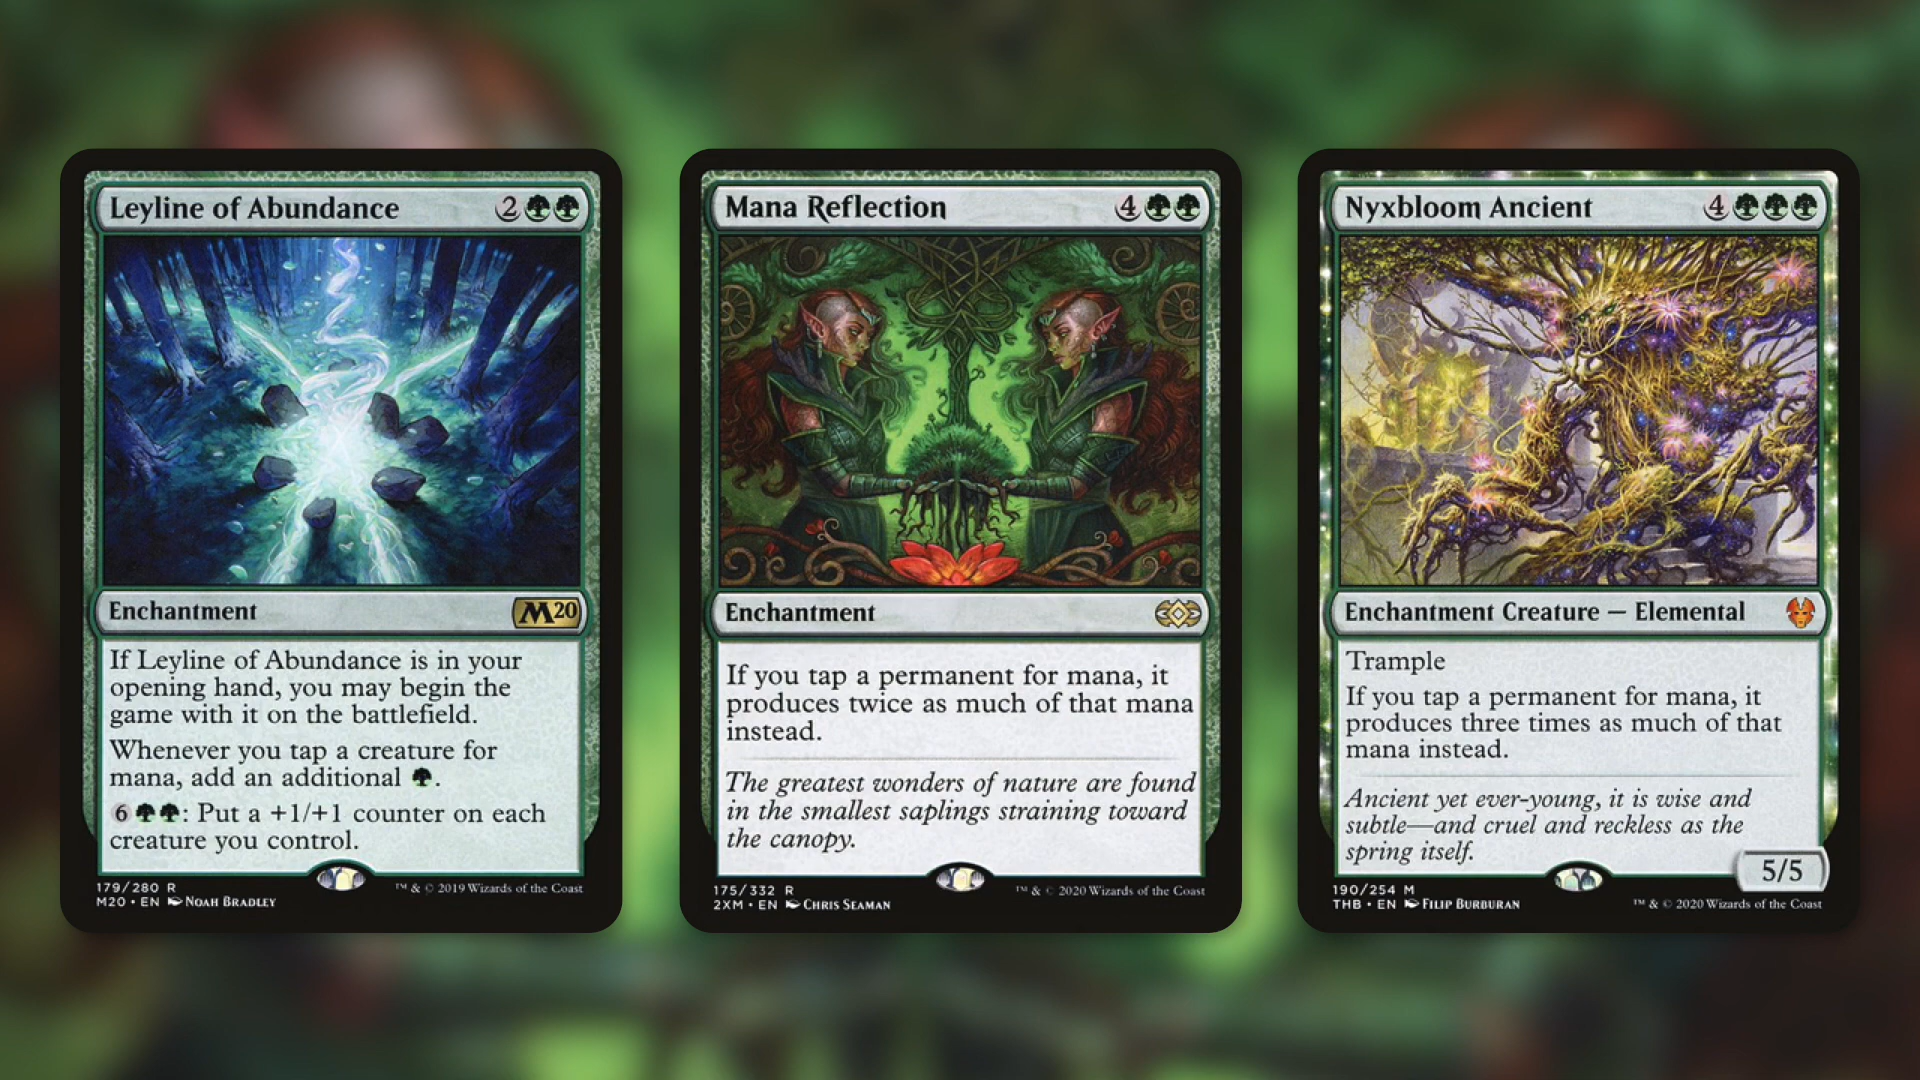 Leyline of Abundance 2
Enchantment M20
If Leyline of Abundance is in your
opening hand, you may begin the
game with it on the battlefield.
Whenever you tap a creature for
mana, add an additional .
6: Put a +1/+1 counter on each
creature you control.
179/280 R
M20 • EN NOAH BRADLEY
™ & © 2019 Wizards of the Coast
Mana Reflection 4
Enchantment
If you tap a permanent for mana, it
produces twice as much of that mana
instead.
The greatest wonders of nature are found
in the smallest saplings straining toward
the canopy.
175/332 R
2XM • EN CHRIS SEAMAN
™ & © 2020 Wizards of the Coast
Nyxbloom Ancient 4
Enchantment Creature — Elemental
Trample
If you tap a permanent for mana, it
produces three times as much of that
mana instead.
Ancient yet ever-young, it is wise and
subtle—and cruel and reckless as the
spring itself.
5/5
190/254 M
THB • EN FILIP BURBURAN
™ & © 2020 Wizards of the Coast